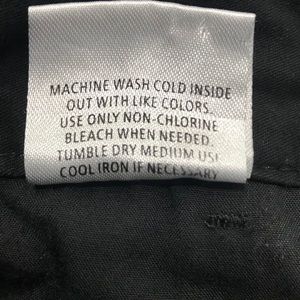 MACHINE WASH COLD INSIDE
OUT WITH LIKE COLORS.
USE ONLY NON-CHLORINE
BLEACH WHEN NEEDED.
TUMBLE DRY MEDIUM USE
COOL IRON IF NECESSARY